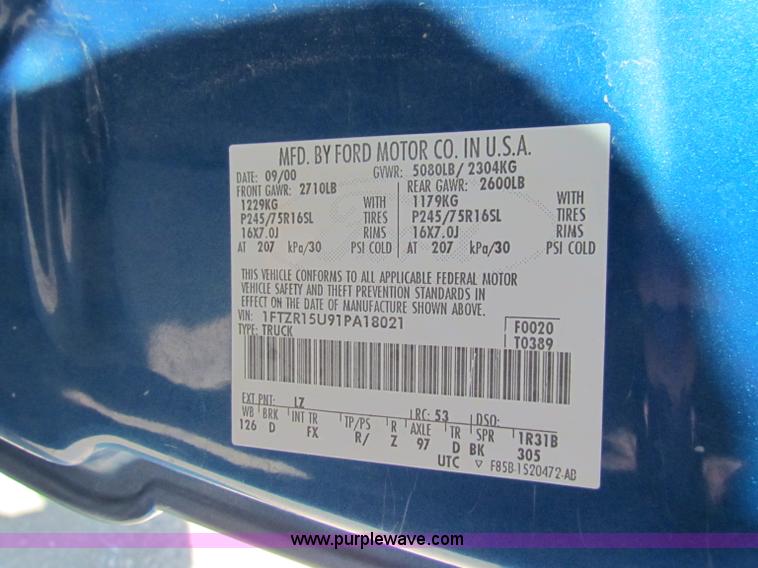 MFD. BY FORD MOTOR CO. IN U.S.A.
DATE: 09/00 GVWR: 5080LB/ 2304KG
FRONT GAWR: 2710LB REAR GAWR: 2600LB
1229KG WITH 1179KG WITH
P245/75R16SL TIRES P245/75R16SL TIRES
16X7.0J RIMS 16X7.0J RIMS
AT 207 kPa/30 PSI COLD AT 207 kPa/30 PSI COLD
THIS VEHICLE CONFORMS TO ALL APPLICABLE FEDERAL MOTOR
VEHICLE SAFETY AND THEFT PREVENTION STANDARDS IN
EFFECT ON THE DATE OF MANUFACTURE SHOWN ABOVE.
VIN: 1FTZR15U91PA18021 F0020
TYPE: TRUCK T0389
EXT PNT: LZ RC: 53 DSO:
WB BRK INT TR TP/PS R AXLE TR SPR 1R31B
126 D FX R/ Z 97 D BK 305
UTC ▽ F85B-1520472-AB
www.purplewave.com